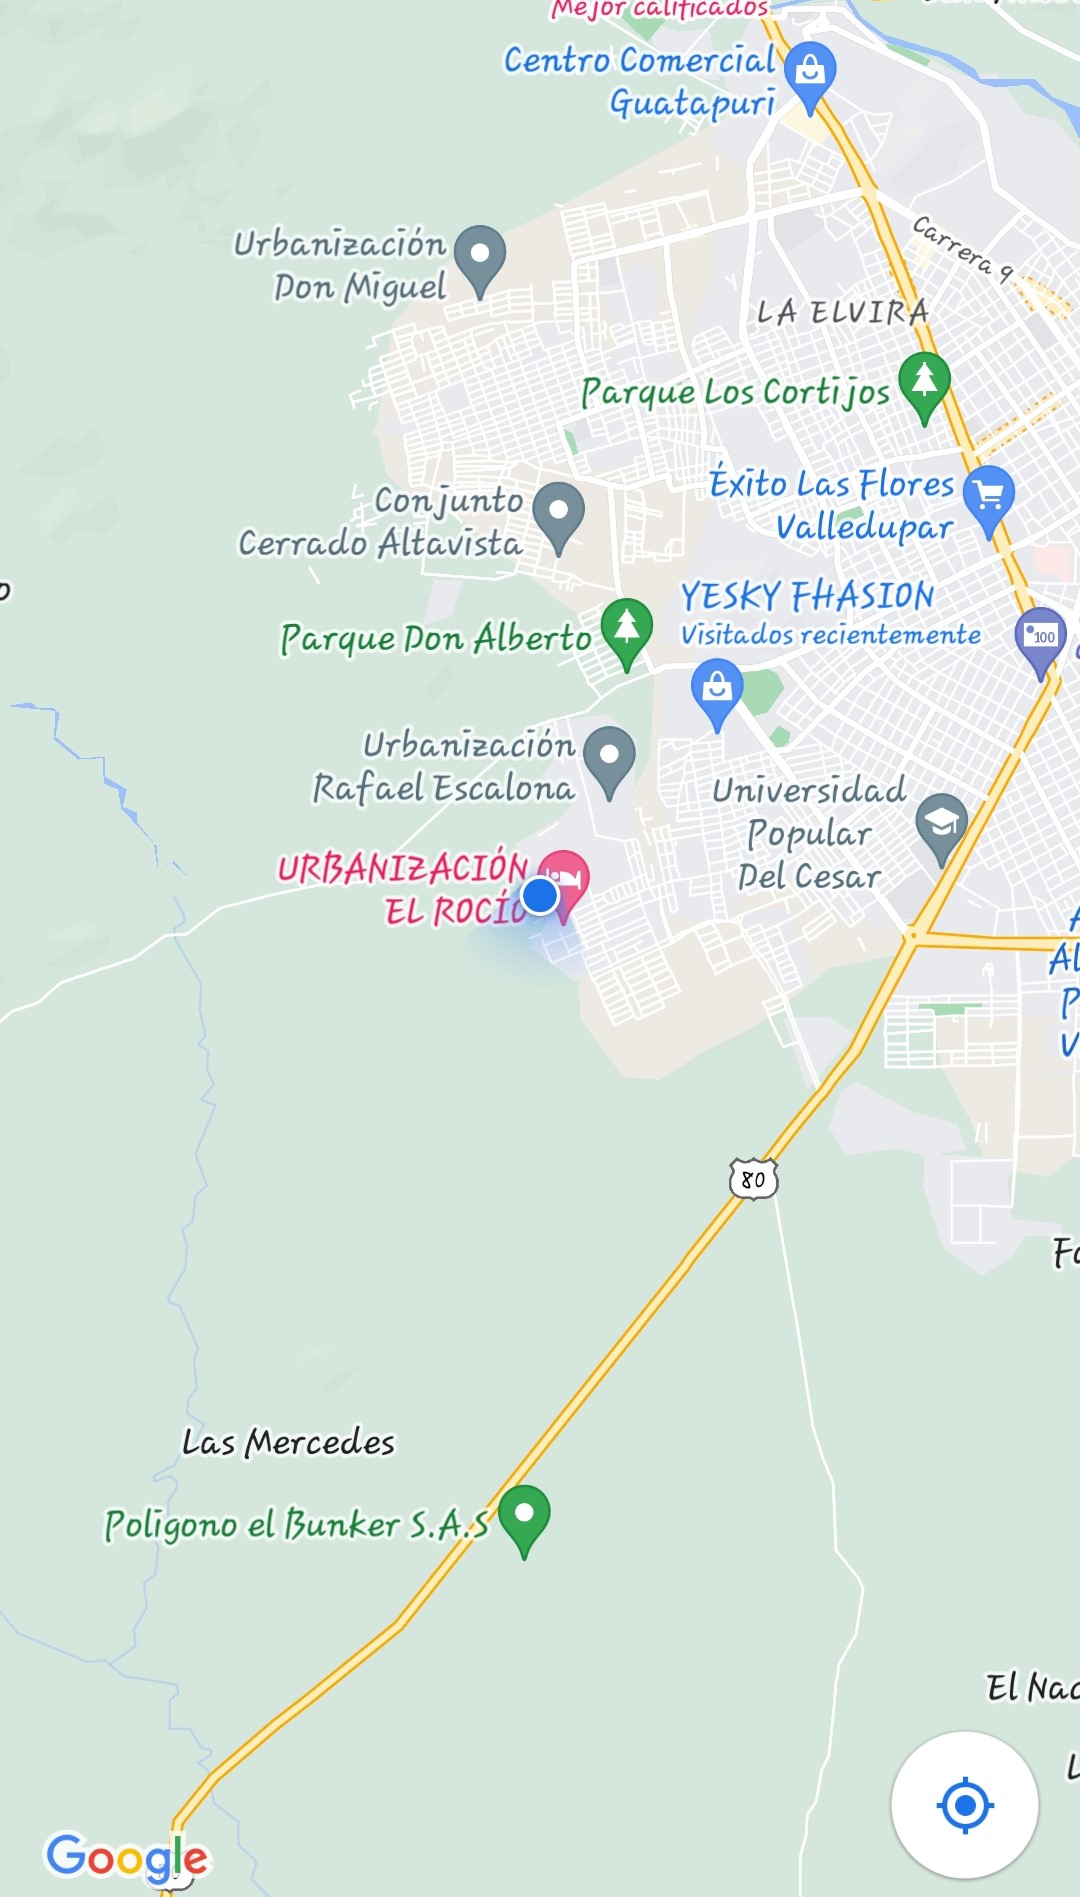 Mejor calificados
Centro Comercial
Guatapuri
Urbanización
Don Miguel
Carrera 9
LA ELVIRA
Parque Los Cortijos
Éxito Las Flores
Valledupar
Conjunto
Cerrado Altavista
YESKY FHASION
Visitados recientemente
100
Parque Don Alberto
Urbanización
Rafael Escalona
Universidad
Popular
Del Cesar
URBANIZACIÓN
EL ROCÍO
80
Las Mercedes
Poligono el Bunker S.A.S
Google